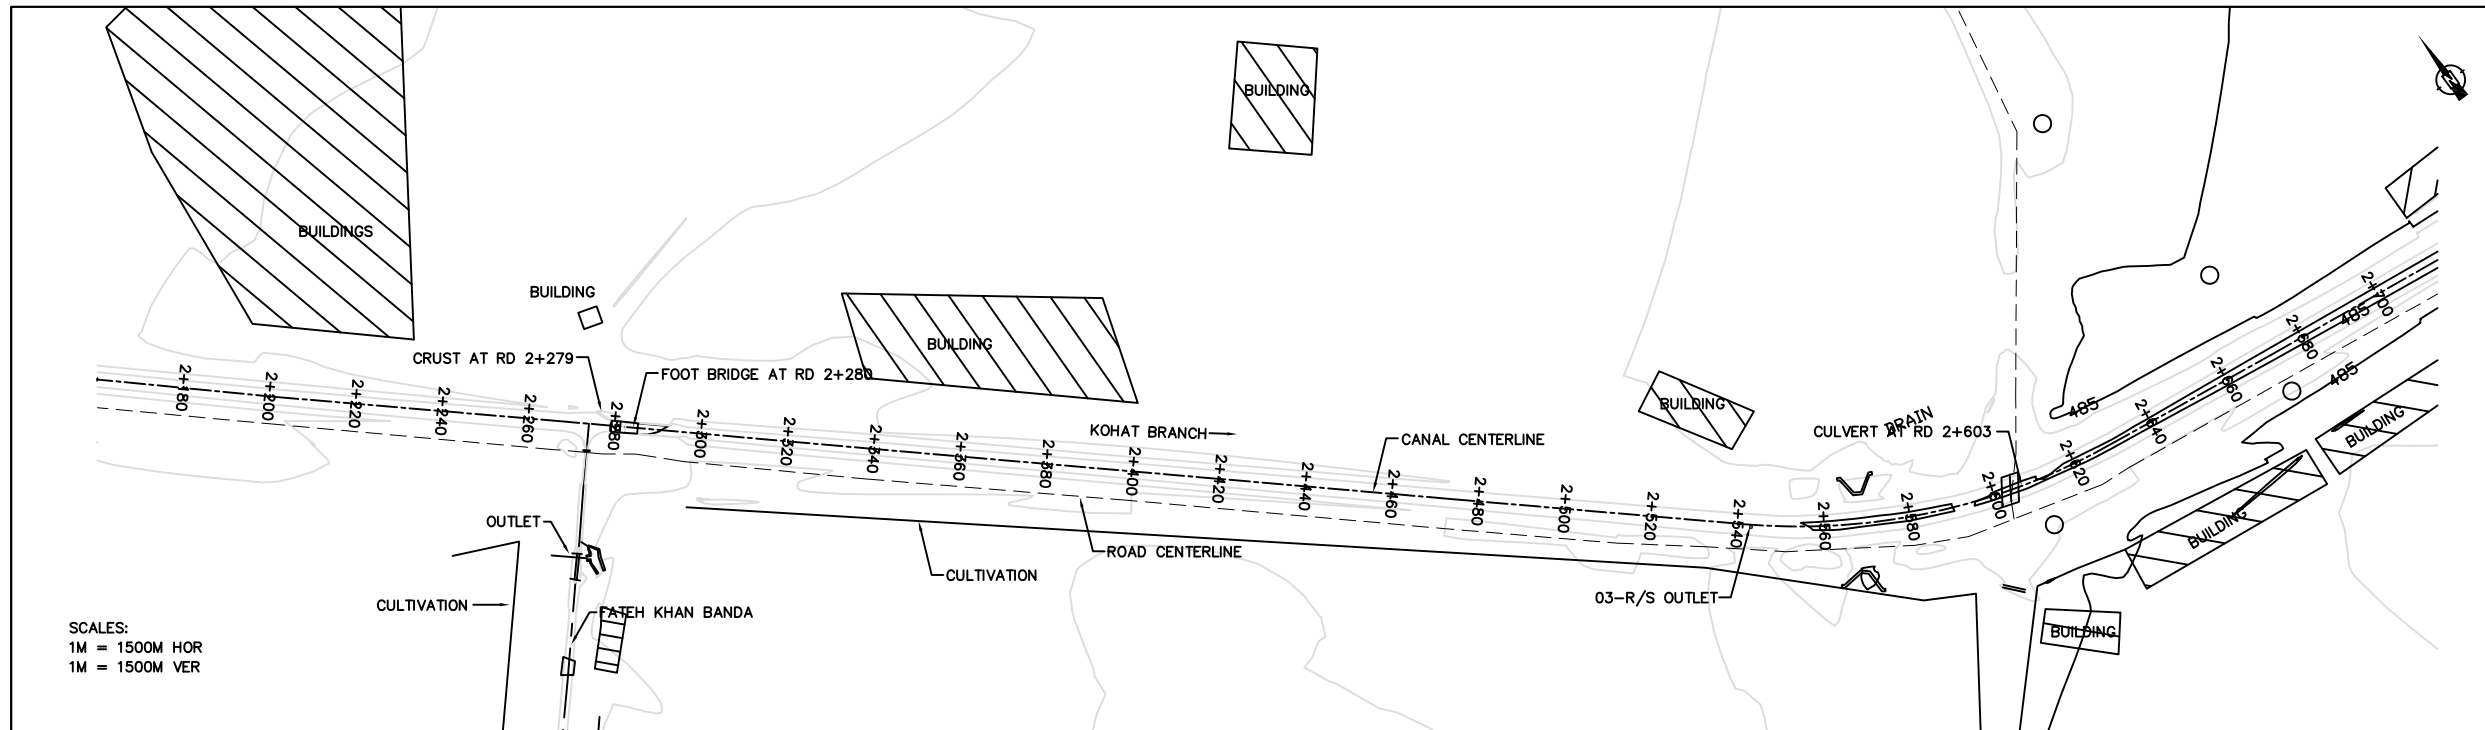 BUILDING
BUILDINGS
BUILDING
BUILDING
CRUST AT RD 2+279
FOOT BRIDGE AT RD 2+280
2+180
2+200
2+220
2+240
2+260
2+280
2+300
2+320
2+340
2+360
2+380
2+400
2+420
2+440
2+460
2+480
2+500
2+520
2+540
2+560
2+580
2+600
2+620
2+640
2+660
2+680
2+700
485
485
485
BUILDING
DRAIN
CULVERT AT RD 2+603
KOHAT BRANCH
CANAL CENTERLINE
BUILDING
BUILDING
OUTLET
ROAD CENTERLINE
CULTIVATION
03-R/S OUTLET
CULTIVATION
FATEH KHAN BANDA
BUILDING
SCALES:
1M = 1500M HOR
1M = 1500M VER